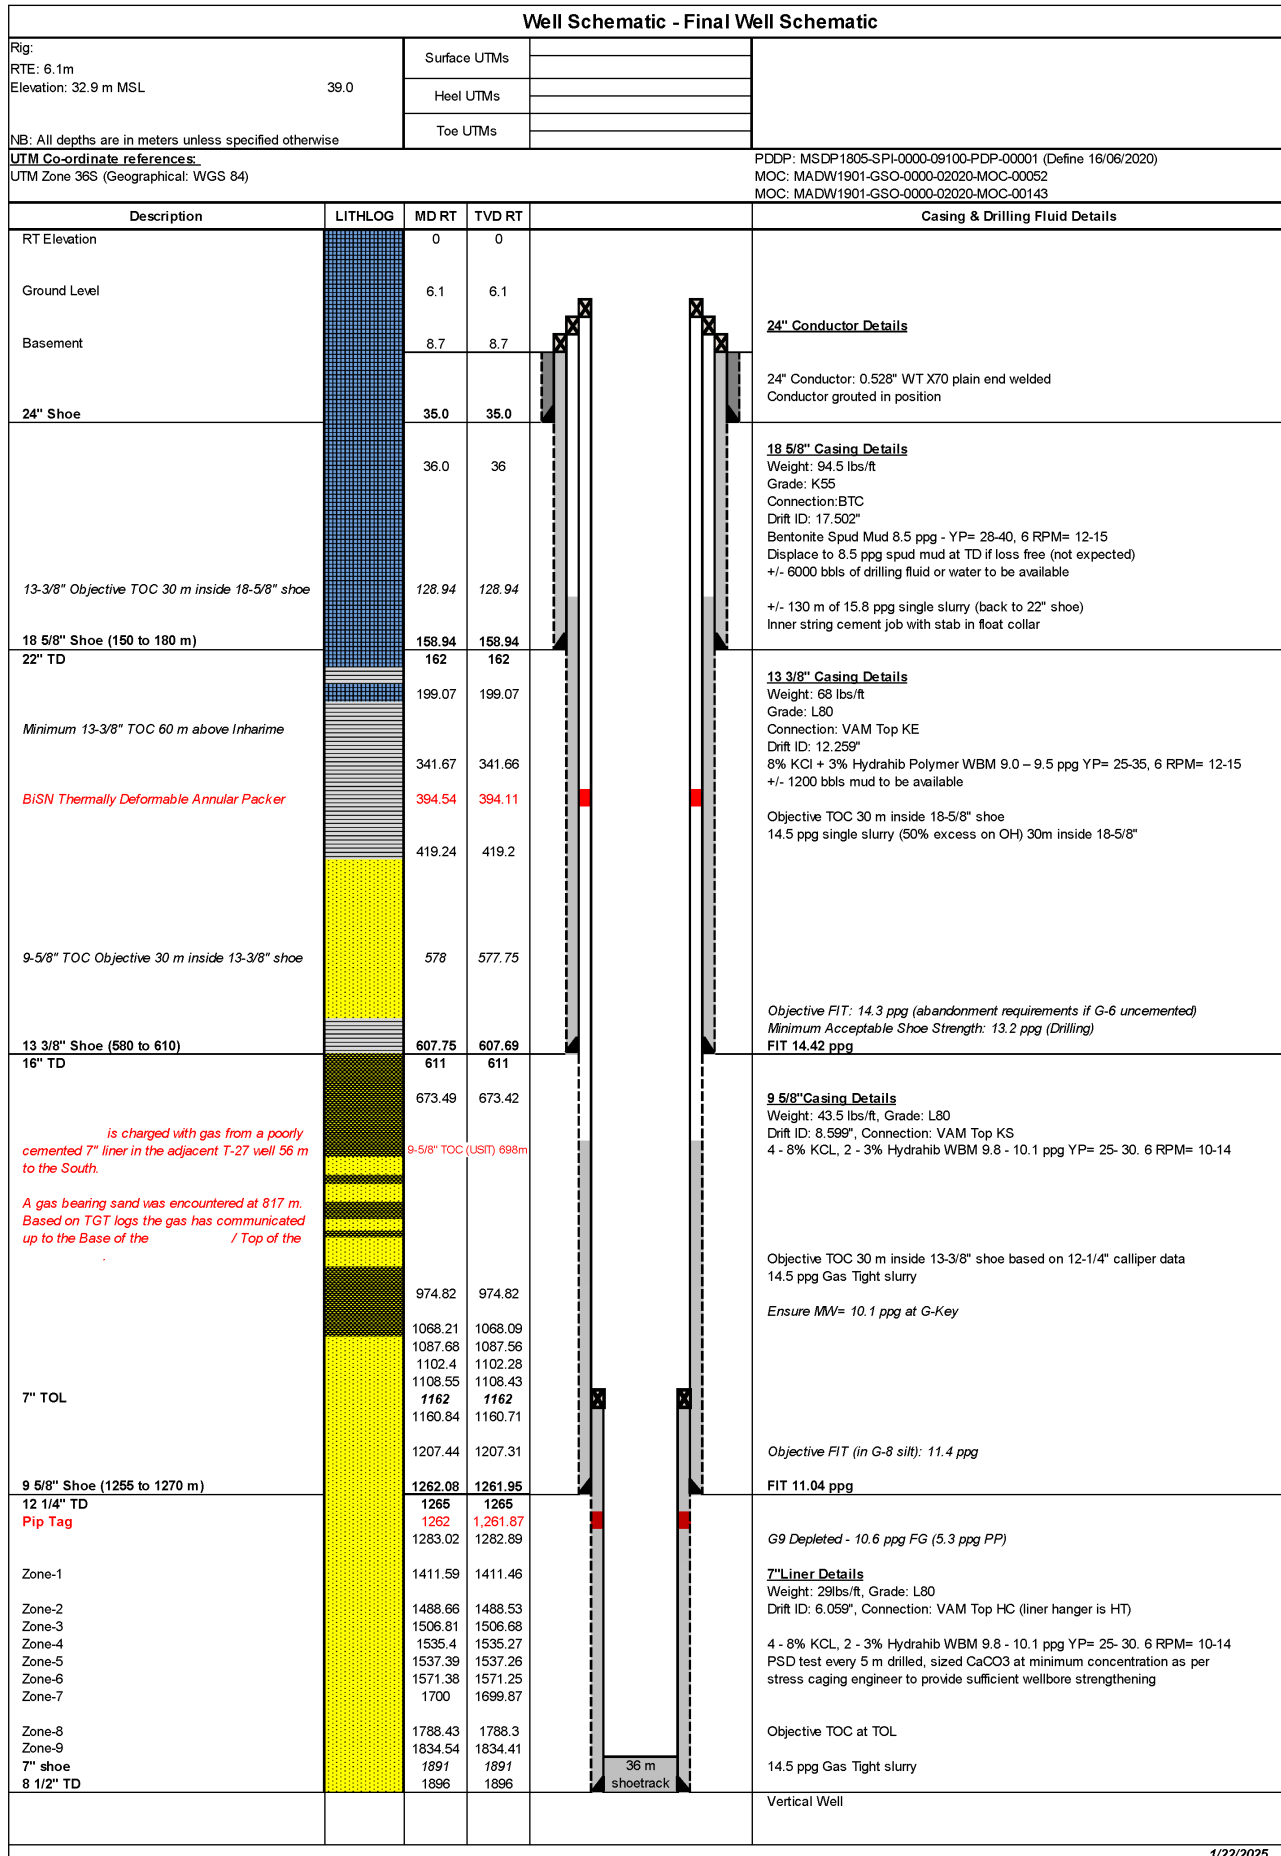 Well Schematic - Final Well Schematic
Rig:
RTE: 6.1m
Elevation: 32.9 m MSL 39.0
NB: All depths are in meters unless specified otherwise
Surface UTMs
Heel UTMs
Toe UTMs
UTM Co-ordinate references:
UTM Zone 36S (Geographical: WGS 84)
PDDP: MSDP1805-SPI-0000-09100-PDP-00001 (Define 16/06/2020)
MOC: MADW1901-GSO-0000-02020-MOC-00052
MOC: MADW1901-GSO-0000-02020-MOC-00143
Description LITHLOG MD RT TVD RT Casing & Drilling Fluid Details
RT Elevation 0 0
Ground Level 6.1 6.1
24" Conductor Details
Basement 8.7 8.7
24" Conductor: 0.528" WT X70 plain end welded
Conductor grouted in position
24" Shoe 35.0 35.0
18 5/8" Casing Details
36.0 36 Weight: 94.5 lbs/ft
Grade: K55
Connection:BTC
Drift ID: 17.502"
Bentonite Spud Mud 8.5 ppg - YP= 28-40, 6 RPM= 12-15
Displace to 8.5 ppg spud mud at TD if loss free (not expected)
+/- 6000 bbls of drilling fluid or water to be available
13-3/8" Objective TOC 30 m inside 18-5/8" shoe 128.94 128.94
+/- 130 m of 15.8 ppg single slurry (back to 22" shoe)
Inner string cement job with stab in float collar
18 5/8" Shoe (150 to 180 m) 158.94 158.94
22" TD 162 162
13 3/8" Casing Details
199.07 199.07 Weight: 68 lbs/ft
Grade: L80
Minimum 13-3/8" TOC 60 m above Inharime Connection: VAM Top KE
Drift ID: 12.259"
341.67 341.66 8% KCl + 3% Hydrahib Polymer WBM 9.0 – 9.5 ppg YP= 25-35, 6 RPM= 12-15
+/- 1200 bbls mud to be available
BiSN Thermally Deformable Annular Packer 394.54 394.11
Objective TOC 30 m inside 18-5/8" shoe
14.5 ppg single slurry (50% excess on OH) 30m inside 18-5/8"
419.24 419.2
9-5/8" TOC Objective 30 m inside 13-3/8" shoe 578 577.75
Objective FIT: 14.3 ppg (abandonment requirements if G-6 uncemented)
Minimum Acceptable Shoe Strength: 13.2 ppg (Drilling)
13 3/8" Shoe (580 to 610) 607.75 607.69 FIT 14.42 ppg
16" TD 611 611
673.49 673.42 9 5/8"Casing Details
Weight: 43.5 lbs/ft, Grade: L80
is charged with gas from a poorly Drift ID: 8.599", Connection: VAM Top KS
cemented 7" liner in the adjacent T-27 well 56 m 9-5/8" TOC (USIT) 698m 4 - 8% KCL, 2 - 3% Hydrahib WBM 9.8 - 10.1 ppg YP= 25- 30. 6 RPM= 10-14
to the South.
A gas bearing sand was encountered at 817 m.
Based on TGT logs the gas has communicated
up to the Base of the / Top of the
.
Objective TOC 30 m inside 13-3/8" shoe based on 12-1/4" calliper data
14.5 ppg Gas Tight slurry
974.82 974.82
Ensure MW= 10.1 ppg at G-Key
1068.21 1068.09
1087.68 1087.56
1102.4 1102.28
1108.55 1108.43
7" TOL 1162 1162
1160.84 1160.71
1207.44 1207.31 Objective FIT (in G-8 silt): 11.4 ppg
9 5/8" Shoe (1255 to 1270 m) 1262.08 1261.95 FIT 11.04 ppg
12 1/4" TD 1265 1265
Pip Tag 1262 1,261.87
1283.02 1282.89 G9 Depleted - 10.6 ppg FG (5.3 ppg PP)
Zone-1 1411.59 1411.46 7"Liner Details
Weight: 29lbs/ft, Grade: L80
Zone-2 1488.66 1488.53 Drift ID: 6.059", Connection: VAM Top HC (liner hanger is HT)
Zone-3 1506.81 1506.68
Zone-4 1535.4 1535.27 4 - 8% KCL, 2 - 3% Hydrahib WBM 9.8 - 10.1 ppg YP= 25- 30. 6 RPM= 10-14
Zone-5 1537.39 1537.26 PSD test every 5 m drilled, sized CaCO3 at minimum concentration as per
Zone-6 1571.38 1571.25 stress caging engineer to provide sufficient wellbore strengthening
Zone-7 1700 1699.87
Zone-8 1788.43 1788.3 Objective TOC at TOL
Zone-9 1834.54 1834.41
7" shoe 1891 1891 36 m 14.5 ppg Gas Tight slurry
8 1/2" TD 1896 1896 shoetrack
Vertical Well
1/22/2025